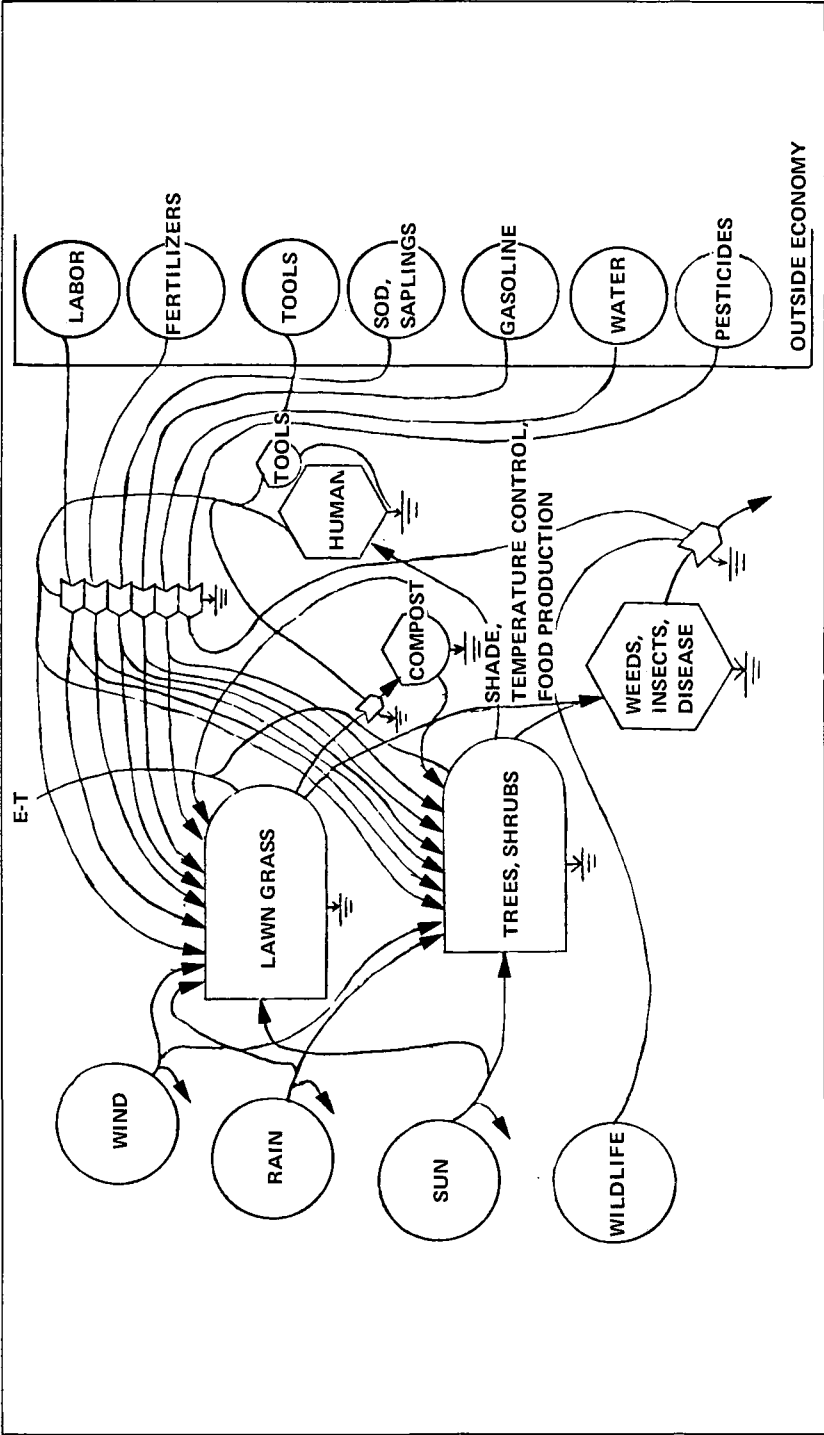 E-T
WIND
RAIN
SUN
WILDLIFE
LAWN GRASS
TREES, SHRUBS
COMPOST
HUMAN
TOOLS
SHADE,
TEMPERATURE CONTROL,
FOOD PRODUCTION
WEEDS,
INSECTS,
DISEASE
LABOR
FERTILIZERS
TOOLS
SOD,
SAPLINGS
GASOLINE
WATER
PESTICIDES
OUTSIDE ECONOMY